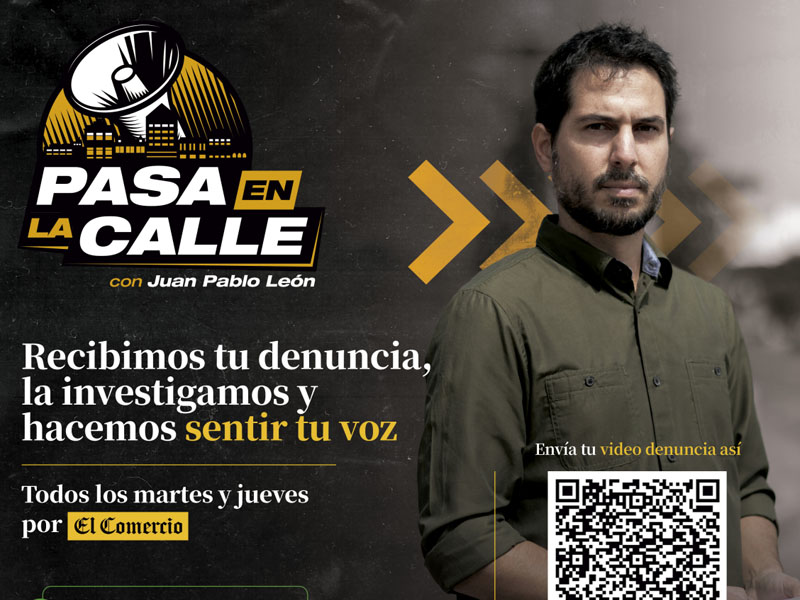 PASA EN
LA CALLE
con Juan Pablo León
Recibimos tu denuncia,
la investigamos y
hacemos sentir tu voz
Todos los martes y jueves
por El Comercio
Envía tu video denuncia así